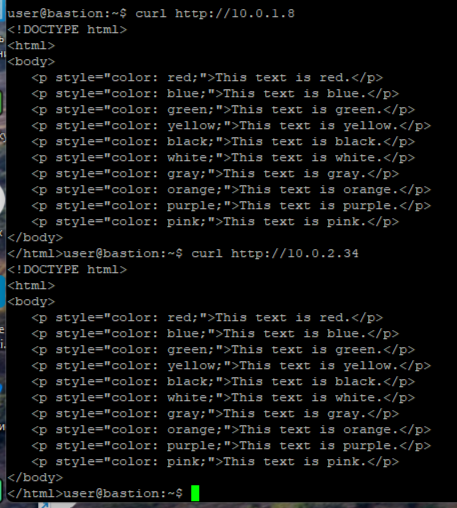 user@bastion:~$ curl http://10.0.1.8
<!DOCTYPE html>
<html>
<body>
   <p style="color: red;">This text is red.</p>
   <p style="color: blue;">This text is blue.</p>
   <p style="color: green;">This text is green.</p>
   <p style="color: yellow;">This text is yellow.</p>
   <p style="color: black;">This text is black.</p>
   <p style="color: white;">This text is white.</p>
   <p style="color: gray;">This text is gray.</p>
   <p style="color: orange;">This text is orange.</p>
   <p style="color: purple;">This text is purple.</p>
   <p style="color: pink;">This text is pink.</p>
</body>
</html>user@bastion:~$ curl http://10.0.2.34
<!DOCTYPE html>
<html>
<body>
   <p style="color: red;">This text is red.</p>
   <p style="color: blue;">This text is blue.</p>
   <p style="color: green;">This text is green.</p>
   <p style="color: yellow;">This text is yellow.</p>
   <p style="color: black;">This text is black.</p>
   <p style="color: white;">This text is white.</p>
   <p style="color: gray;">This text is gray.</p>
   <p style="color: orange;">This text is orange.</p>
   <p style="color: purple;">This text is purple.</p>
   <p style="color: pink;">This text is pink.</p>
</body>
</html>user@bastion:~$